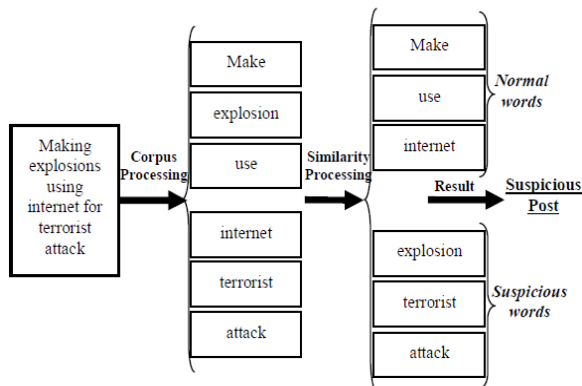 Making
explosions
using
internet for
terrorist
attack
Corpus
Processing
Make
explosion
use
internet
terrorist
attack
Similarity
Processing
Make
use
internet
explosion
terrorist
attack
Normal
words
Result
Suspicious
Post
Suspicious
words